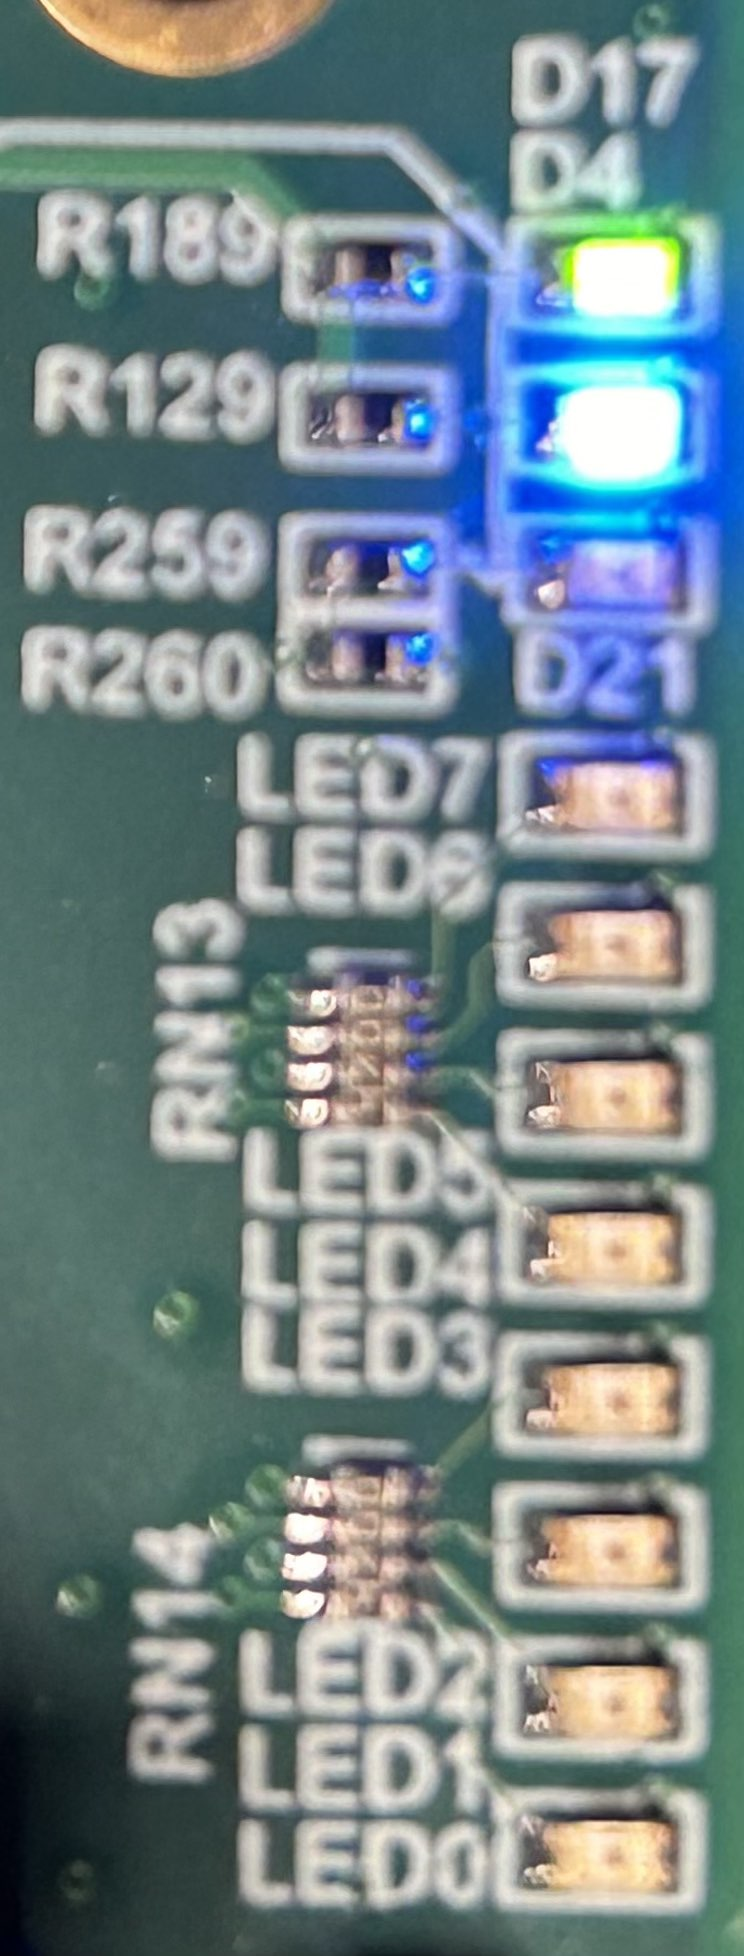 D17
D4
R189
R129
R259
R260
D21
LED7
LED6
RN13
LED5
LED4
LED3
RN14
LED2
LED1
LED0